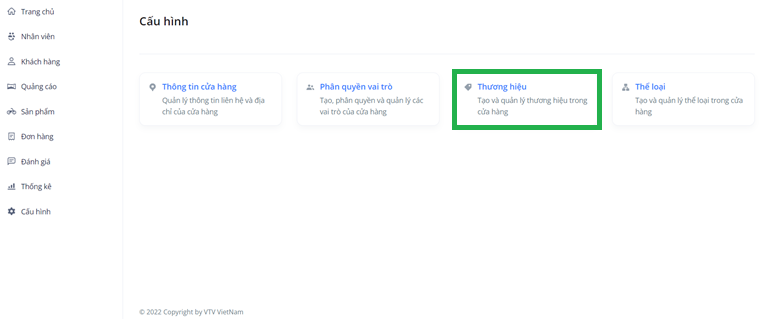 Trang chủ
Nhân viên
Khách hàng
Quảng cáo
Sản phẩm
Đơn hàng
Đánh giá
Thống kê
Cấu hình
Cấu hình
Thông tin cửa hàng
Quản lý thông tin liên hệ và địa
chỉ của cửa hàng
Phân quyền vai trò
Tạo, phân quyền và quản lý các
vai trò của cửa hàng
Thương hiệu
Tạo và quản lý thương hiệu trong
cửa hàng
Thể loại
Tạo và quản lý thể loại trong cửa
hàng
© 2022 Copyright by VTV VietNam